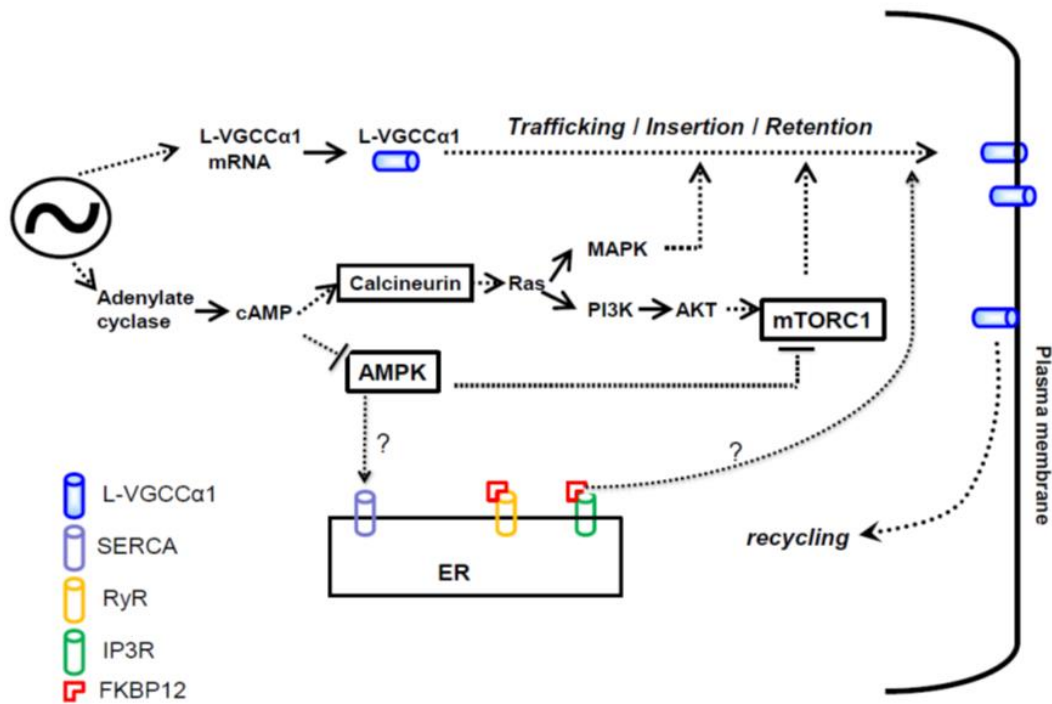 L-VGCCα1
mRNA
L-VGCCα1
Trafficking / Insertion / Retention
MAPK
Calcineurin
Ras
Adenylate
cyclase
cAMP
PI3K
AKT
mTORC1
AMPK
?
?
Plasma membrane
L-VGCCα1
SERCA
RyR
IP3R
FKBP12
ER
recycling